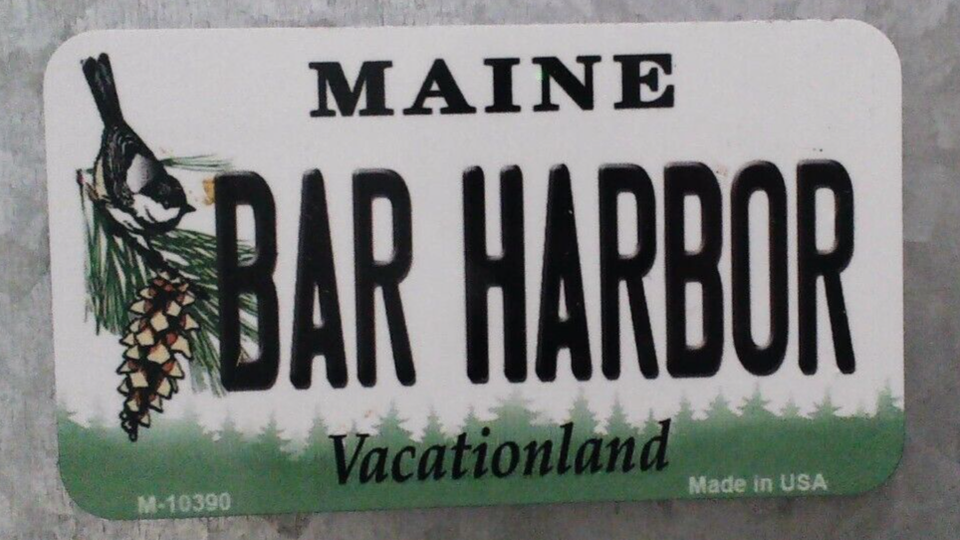 MAINE
BAR HARBOR
Vacationland
M-10390 Made in USA